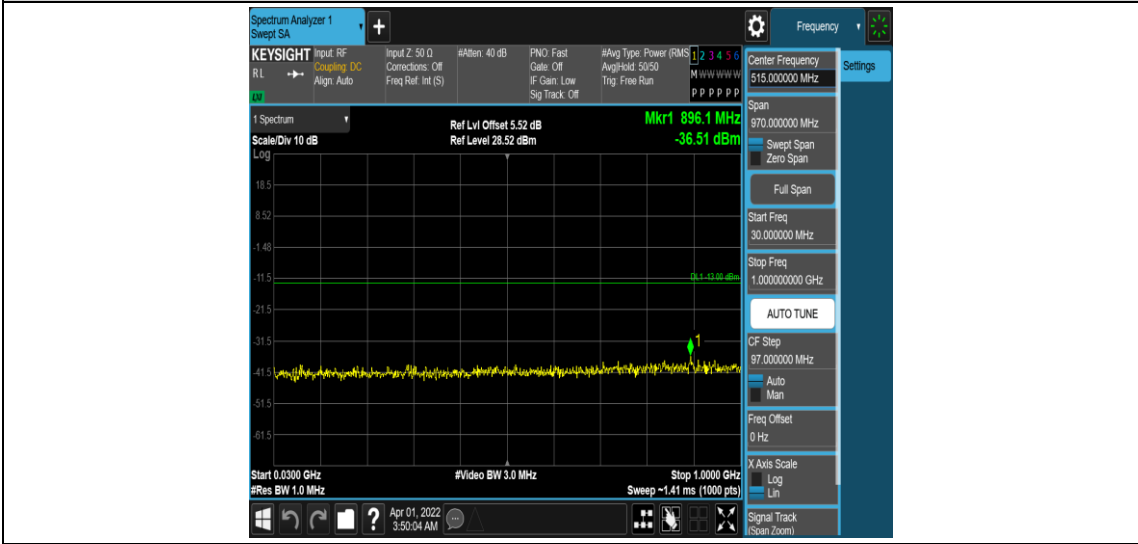 Spectrum Analyzer 1
Swept SA
+
Frequency
KEYSIGHT
RL
Input: RF
Coupling: DC
Align: Auto
Input Z: 50 Ω
Corrections: Off
Freq Ref: Int (S)
#Atten: 40 dB
PNO: Fast
Gate: Off
IF Gain: Low
Sig Track: Off
#Avg Type: Power (RMS
Avg|Hold: 50/50
Trig: Free Run
1 2 3 4 5 6
M W W W W W
P P P P P P
1 Spectrum
Scale/Div 10 dB
Ref Lvl Offset 5.52 dB
Ref Level 28.52 dBm
Mkr1 896.1 MHz
-36.51 dBm
Log
18.5
8.52
-1.48
-11.5
DL1 -13.00 dBm
-21.5
-31.5
1
-41.5
-51.5
-61.5
Start 0.0300 GHz
#Res BW 1.0 MHz
#Video BW 3.0 MHz
Stop 1.0000 GHz
Sweep ~1.41 ms (1000 pts)
Center Frequency
515.000000 MHz
Settings
Span
970.000000 MHz
Swept Span
Zero Span
Full Span
Start Freq
30.000000 MHz
Stop Freq
1.000000000 GHz
AUTO TUNE
CF Step
97.000000 MHz
Auto
Man
Freq Offset
0 Hz
X Axis Scale
Log
Lin
Signal Track
(Span Zoom)
?
Apr 01, 2022
3:50:04 AM